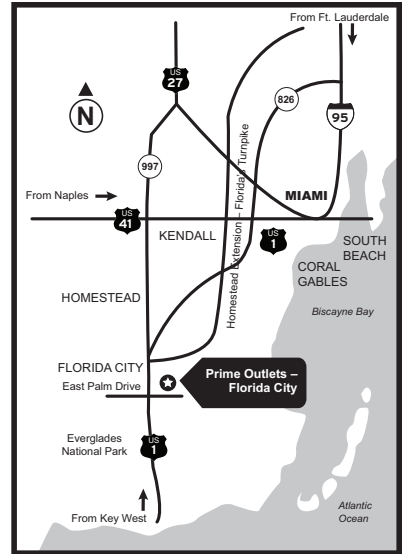 From Ft. Lauderdale
US
27
826
95
N
997
Homestead Extension – Florida's Turnpike
From Naples
MIAMI
US
41
KENDALL
US
1
SOUTH
BEACH
CORAL
GABLES
HOMESTEAD
Biscayne Bay
FLORIDA CITY
East Palm Drive
Prime Outlets –
Florida City
Everglades
National Park
US
1
Atlantic
Ocean
From Key West